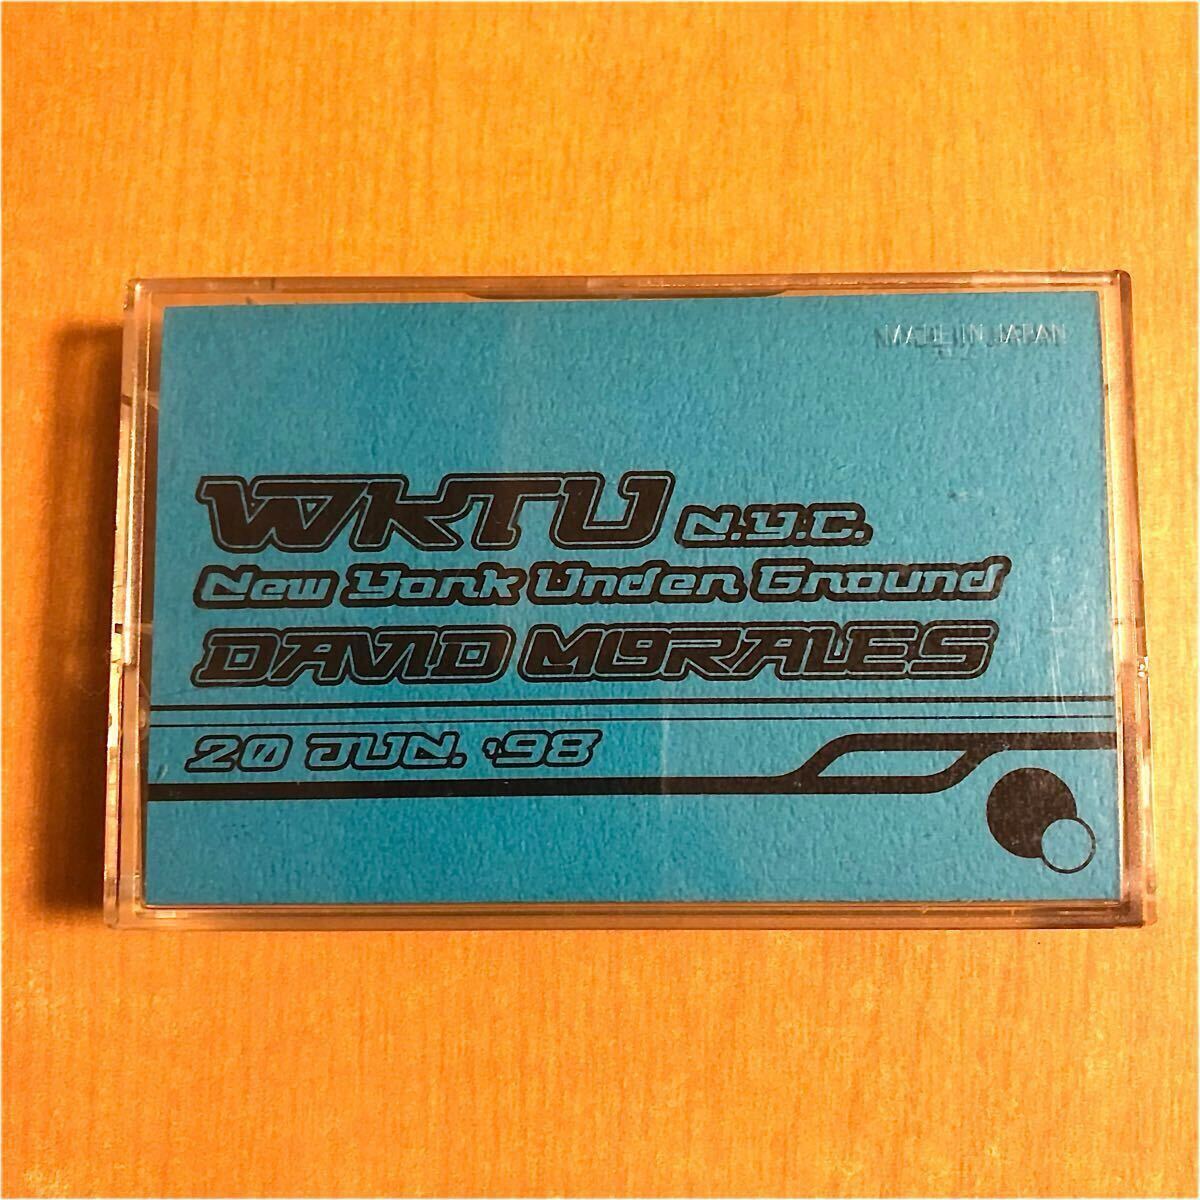 MADE IN JAPAN
WKTU N.Y.C.
New York Under Ground
DAVID MORALES
20 JUN. '98